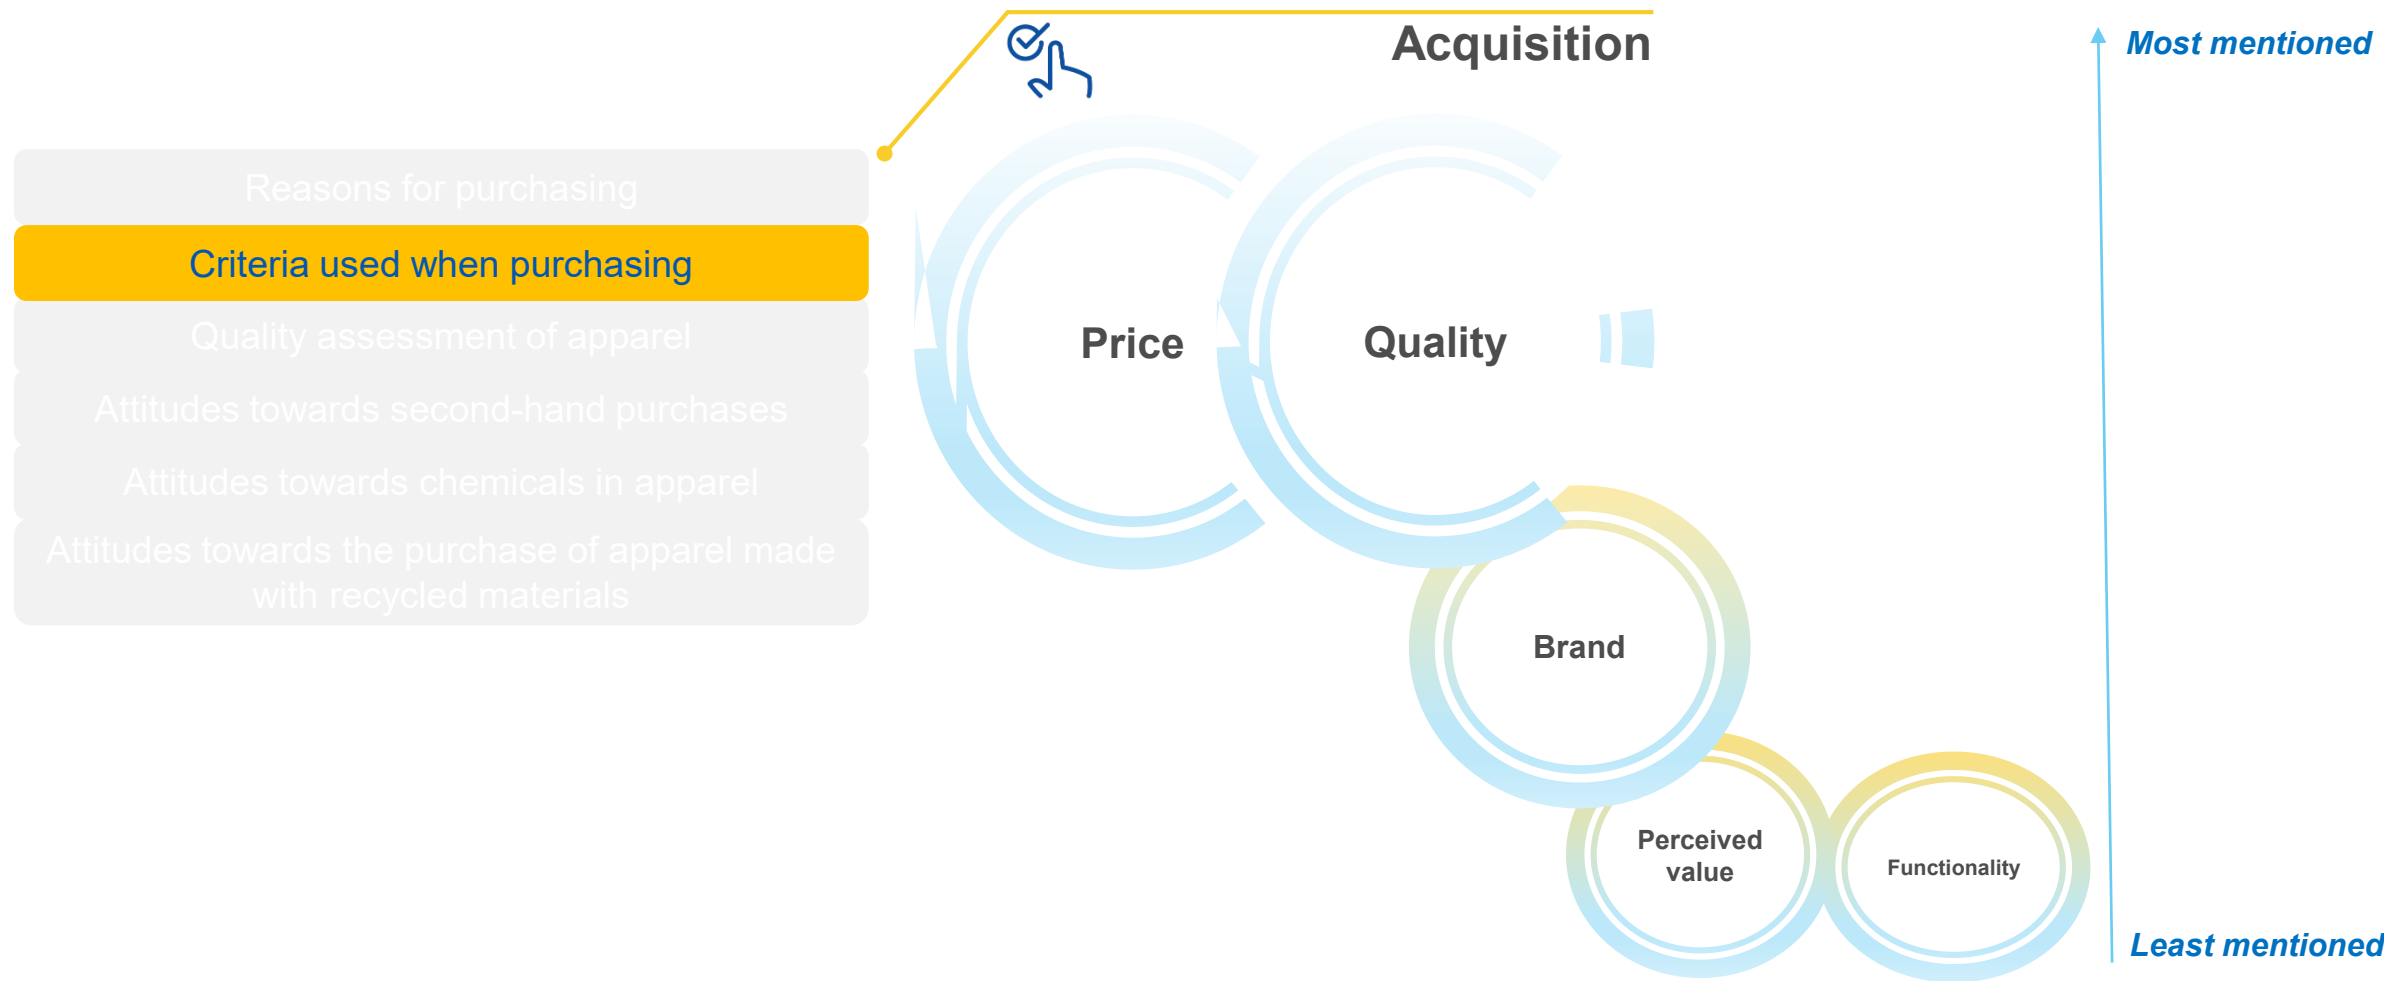 Acquisition
Most mentioned
Reasons for purchasing
Criteria used when purchasing
Quality assessment of apparel
Attitudes towards second-hand purchases
Attitudes towards chemicals in apparel
Attitudes towards the purchase of apparel made
with recycled materials
Price
Quality
Brand
Perceived
value
Functionality
Least mentioned